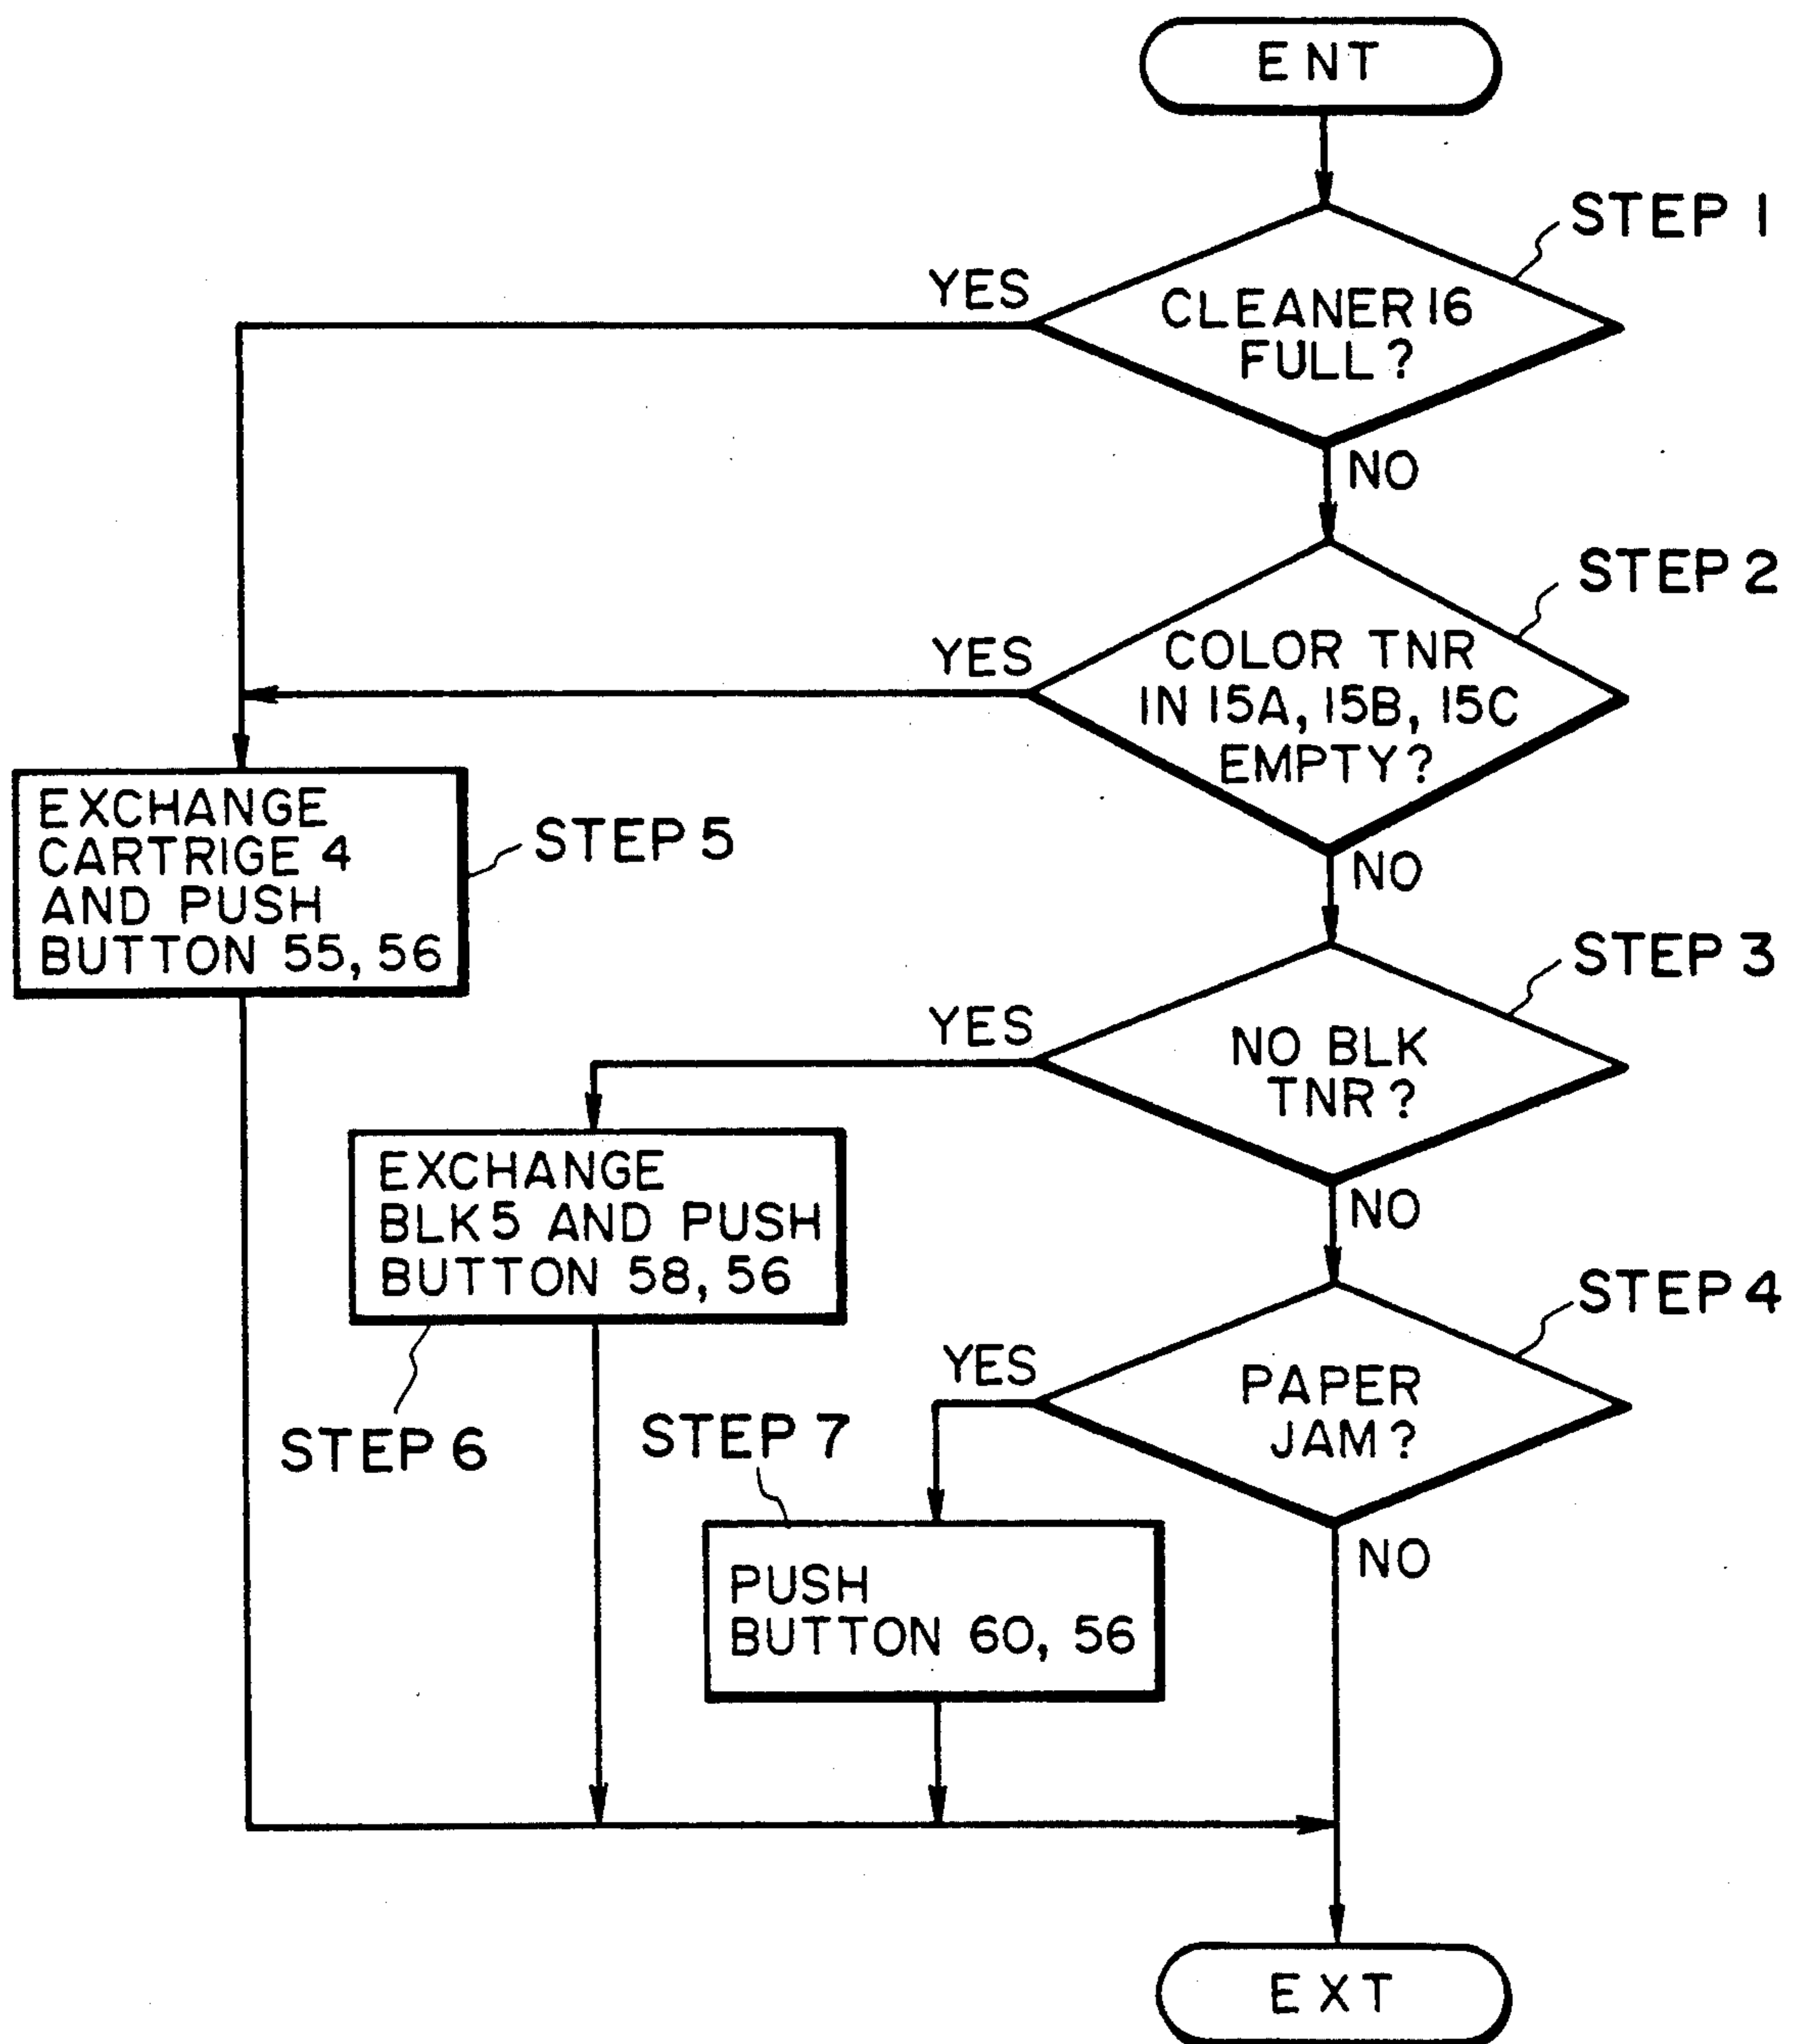 ENT
STEP 1
YES
CLEANER 16
FULL?
NO
STEP 2
YES
COLOR TNR
IN 15A, 15B, 15C
EMPTY?
NO
EXCHANGE
CARTRIGE 4
AND PUSH
BUTTON 55, 56
STEP 5
STEP 3
YES
NO BLK
TNR?
NO
EXCHANGE
BLK 5 AND PUSH
BUTTON 58, 56
STEP 6
STEP 4
YES
PAPER
JAM?
NO
STEP 7
PUSH
BUTTON 60, 56
EXT